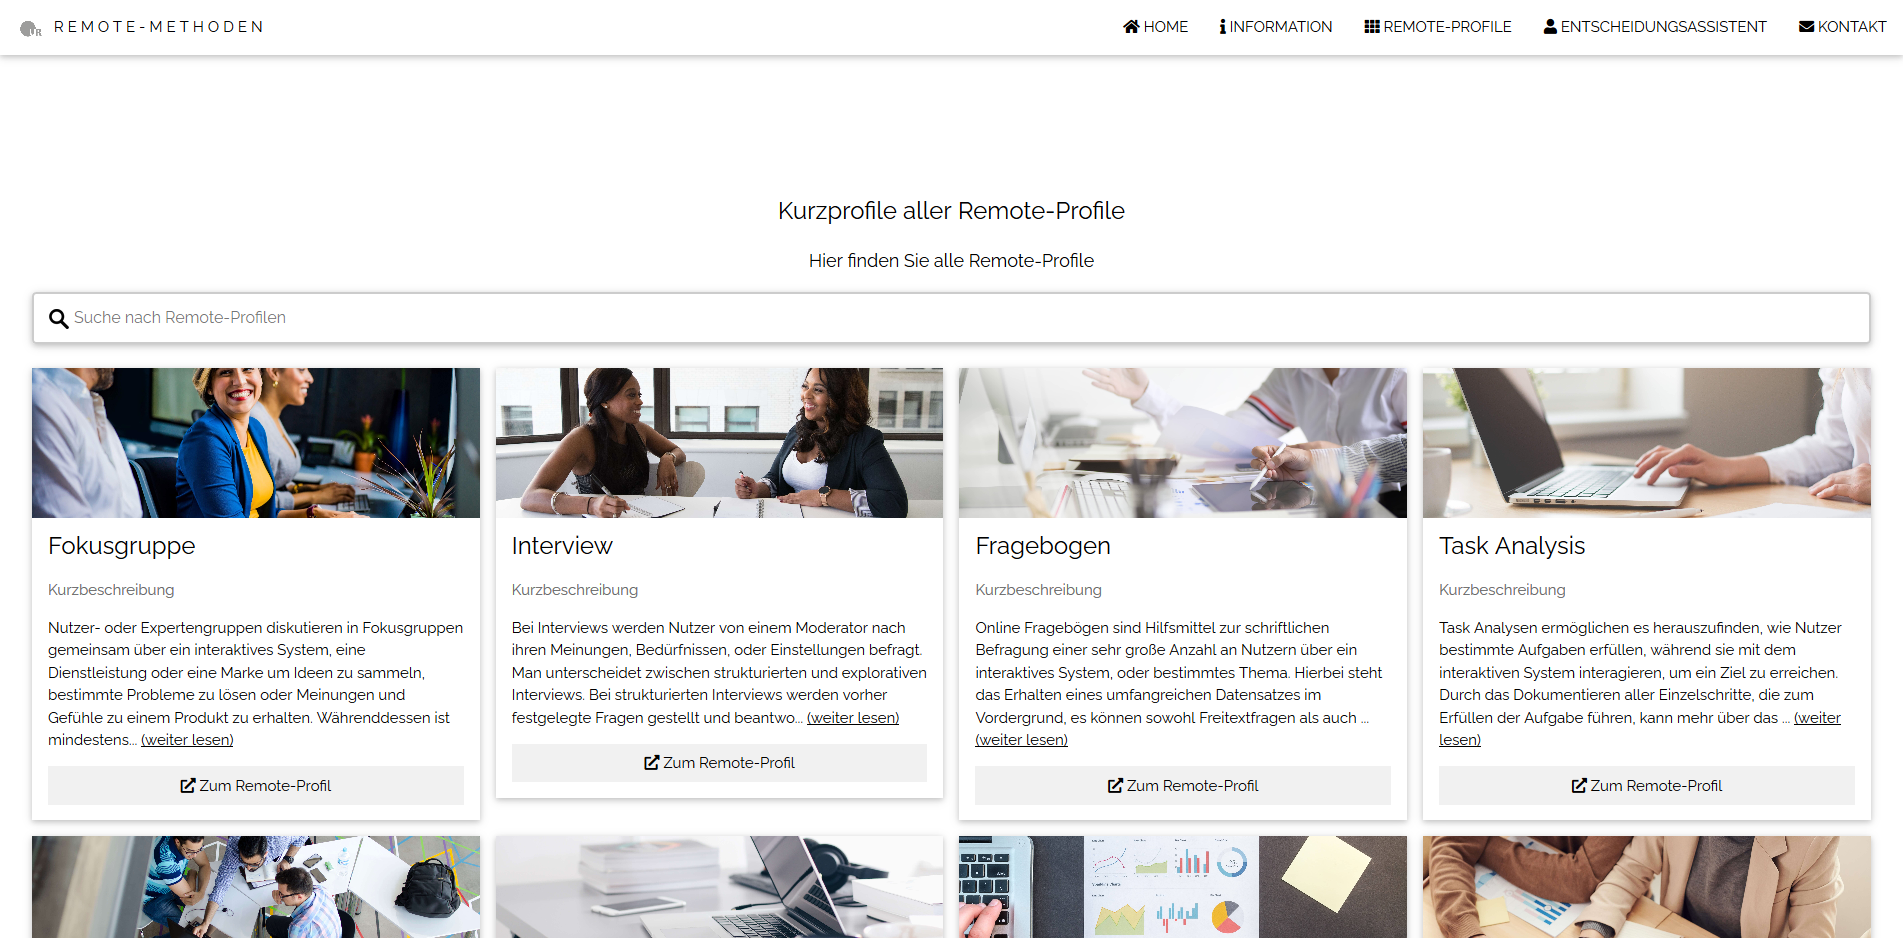 REMOTE-METHODEN
HOME
INFORMATION
REMOTE-PROFILE
ENTSCHEIDUNGSASSISTENT
KONTAKT
Kurzprofile aller Remote-Profile
Hier finden Sie alle Remote-Profile
Suche nach Remote-Profilen
Fokusgruppe
Kurzbeschreibung
Nutzer- oder Expertengruppen diskutieren in Fokusgruppen
gemeinsam über ein interaktives System, eine
Dienstleistung oder eine Marke um Ideen zu sammeln,
bestimmte Probleme zu lösen oder Meinungen und
Gefühle zu einem Produkt zu erhalten. Währenddessen ist
mindestens... (weiter lesen)
Zum Remote-Profil
Interview
Kurzbeschreibung
Bei Interviews werden Nutzer von einem Moderator nach
ihren Meinungen, Bedürfnissen, oder Einstellungen befragt.
Man unterscheidet zwischen strukturierten und explorativen
Interviews. Bei strukturierten Interviews werden vorher
festgelegte Fragen gestellt und beantwo... (weiter lesen)
Zum Remote-Profil
Fragebogen
Kurzbeschreibung
Online Fragebögen sind Hilfsmittel zur schriftlichen
Befragung einer sehr große Anzahl an Nutzern über ein
interaktives System, oder bestimmtes Thema. Hierbei steht
das Erhalten eines umfangreichen Datensatzes im
Vordergrund, es können sowohl Freitextfragen als auch ...
(weiter lesen)
Zum Remote-Profil
Task Analysis
Kurzbeschreibung
Task Analysen ermöglichen es herauszufinden, wie Nutzer
bestimmte Aufgaben erfüllen, während sie mit dem
interaktiven System interagieren, um ein Ziel zu erreichen.
Durch das Dokumentieren aller Einzelschritte, die zum
Erfüllen der Aufgabe führen, kann mehr über das ... (weiter
lesen)
Zum Remote-Profil